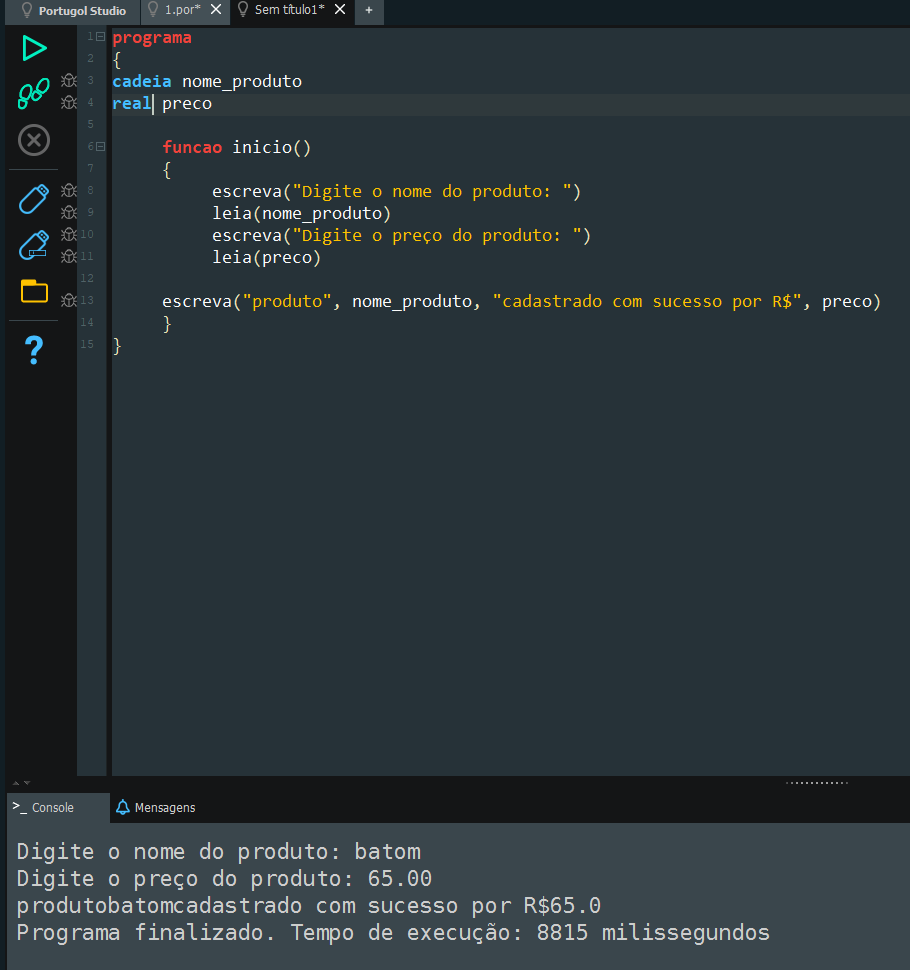 Portugol Studio
1.por*
Sem título1*
+
1 programa
2 {
3 cadeia nome_produto
4 real preco
5
6 funcao inicio()
7 {
8 escreva("Digite o nome do produto: ")
9 leia(nome_produto)
10 escreva("Digite o preço do produto: ")
11 leia(preco)
12
13 escreva("produto", nome_produto, "cadastrado com sucesso por R$", preco)
14 }
15 }
?
>_ Console
Mensagens
Digite o nome do produto: batom
Digite o preço do produto: 65.00
produtobatomcadastrado com sucesso por R$65.0
Programa finalizado. Tempo de execução: 8815 milissegundos